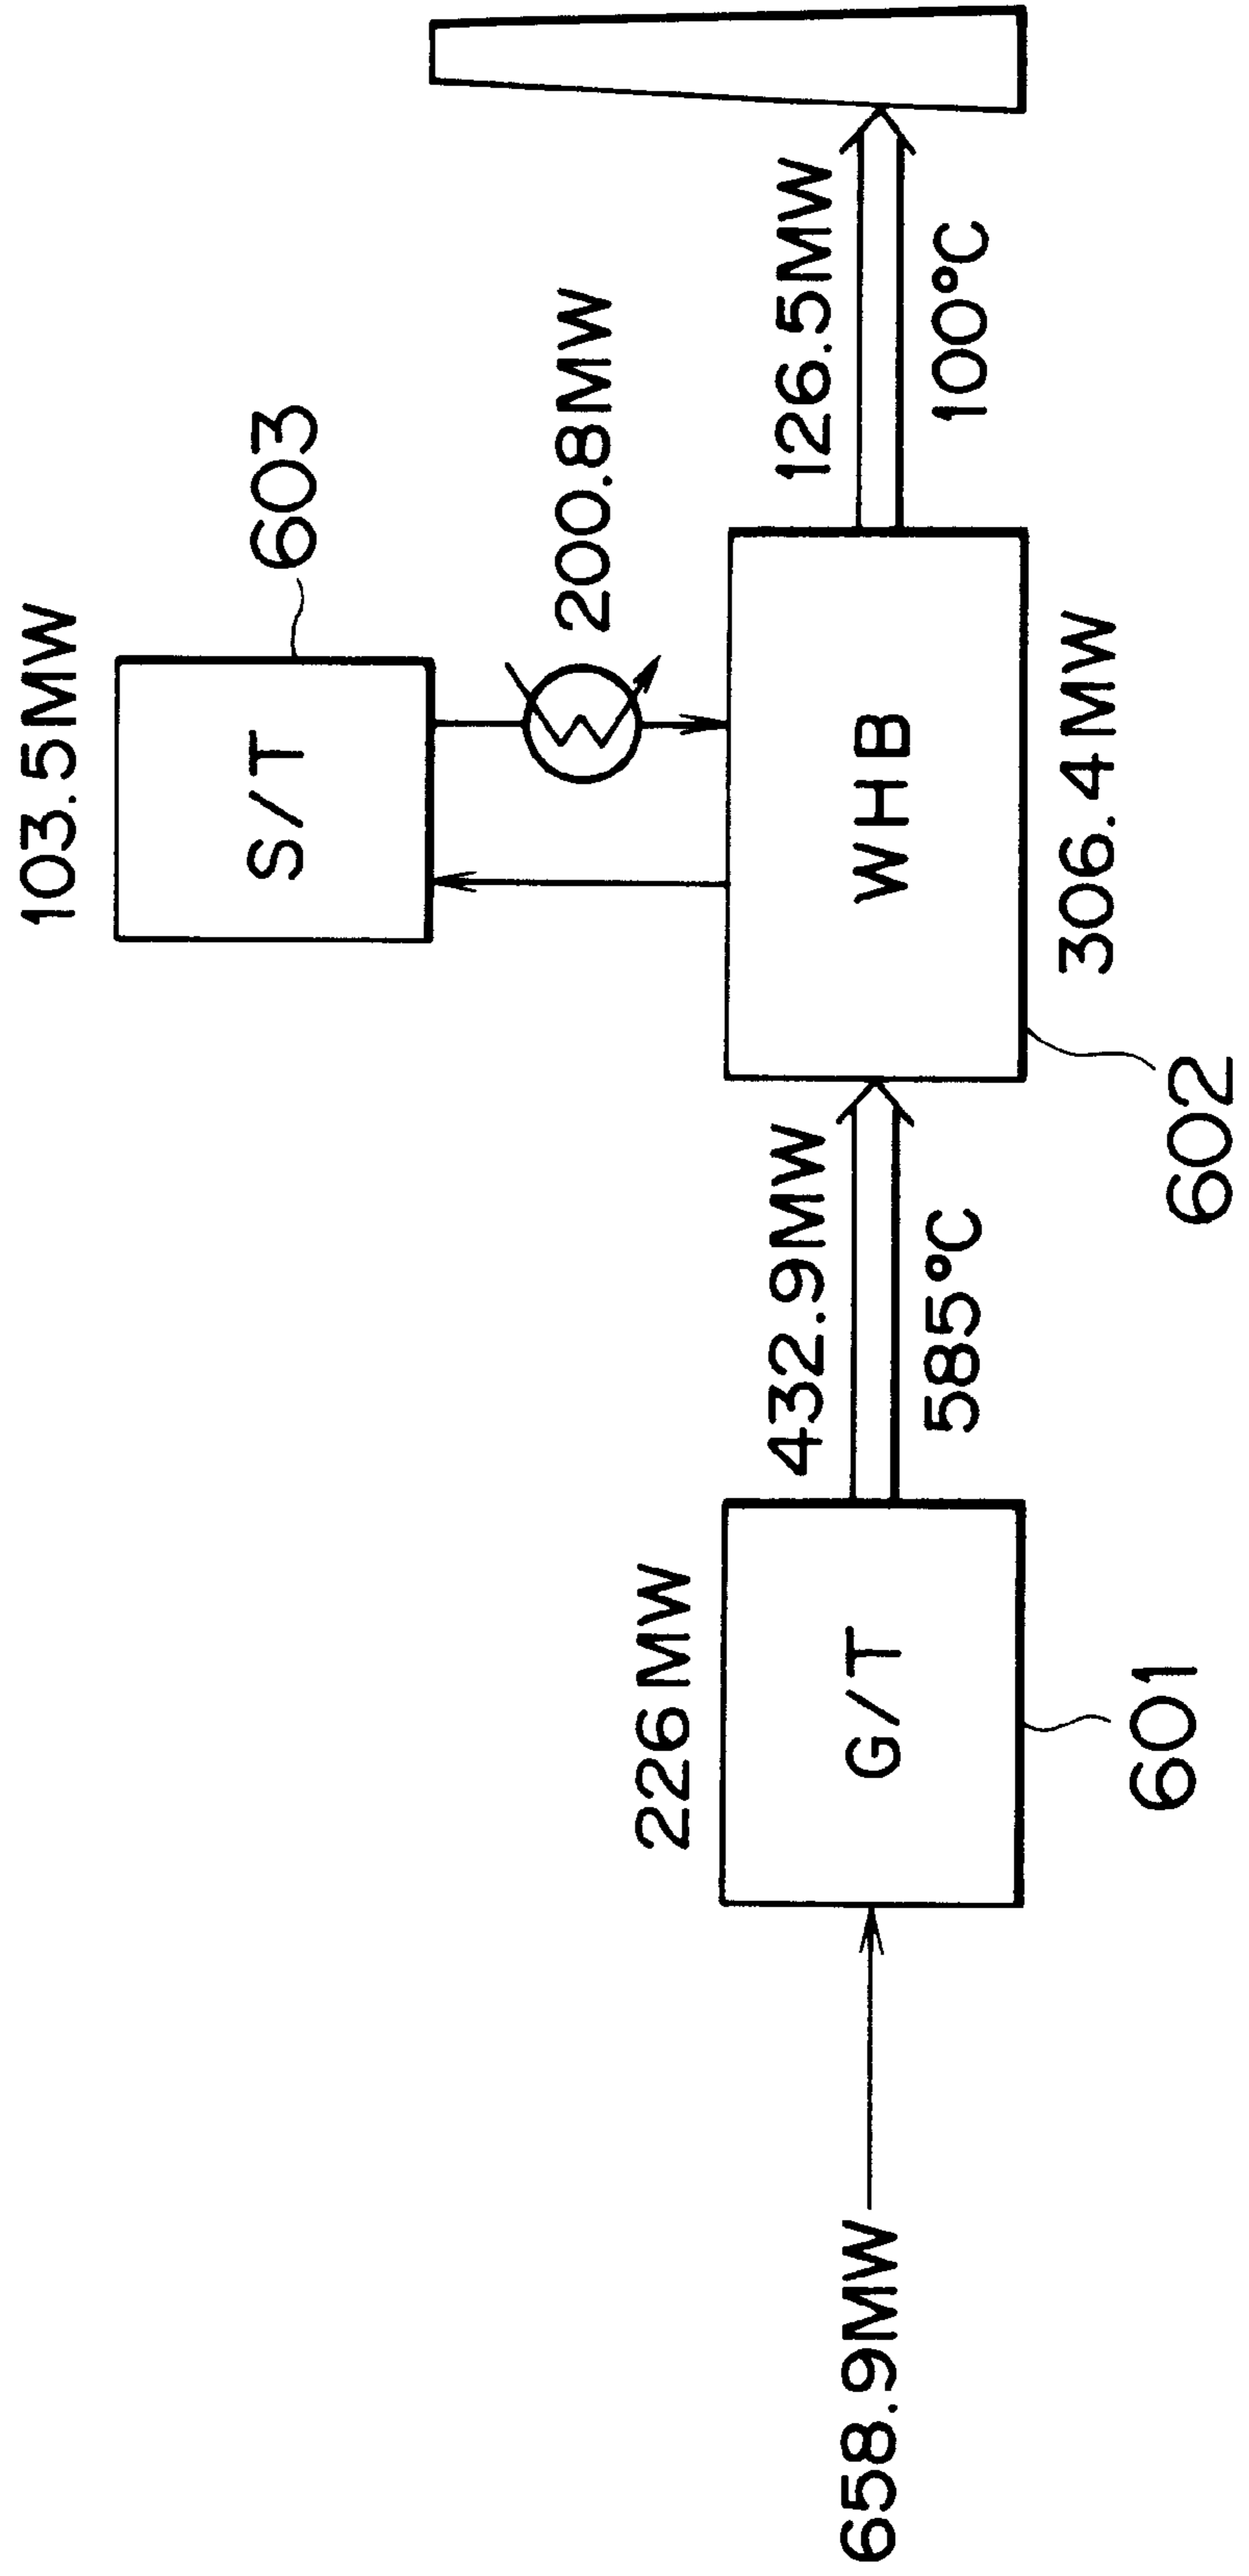 658.9MW
226MW
G/T
601
432.9MW
585°C
WHB
306.4MW
602
103.5MW
S/T
603
200.8MW
126.5MW
100°C